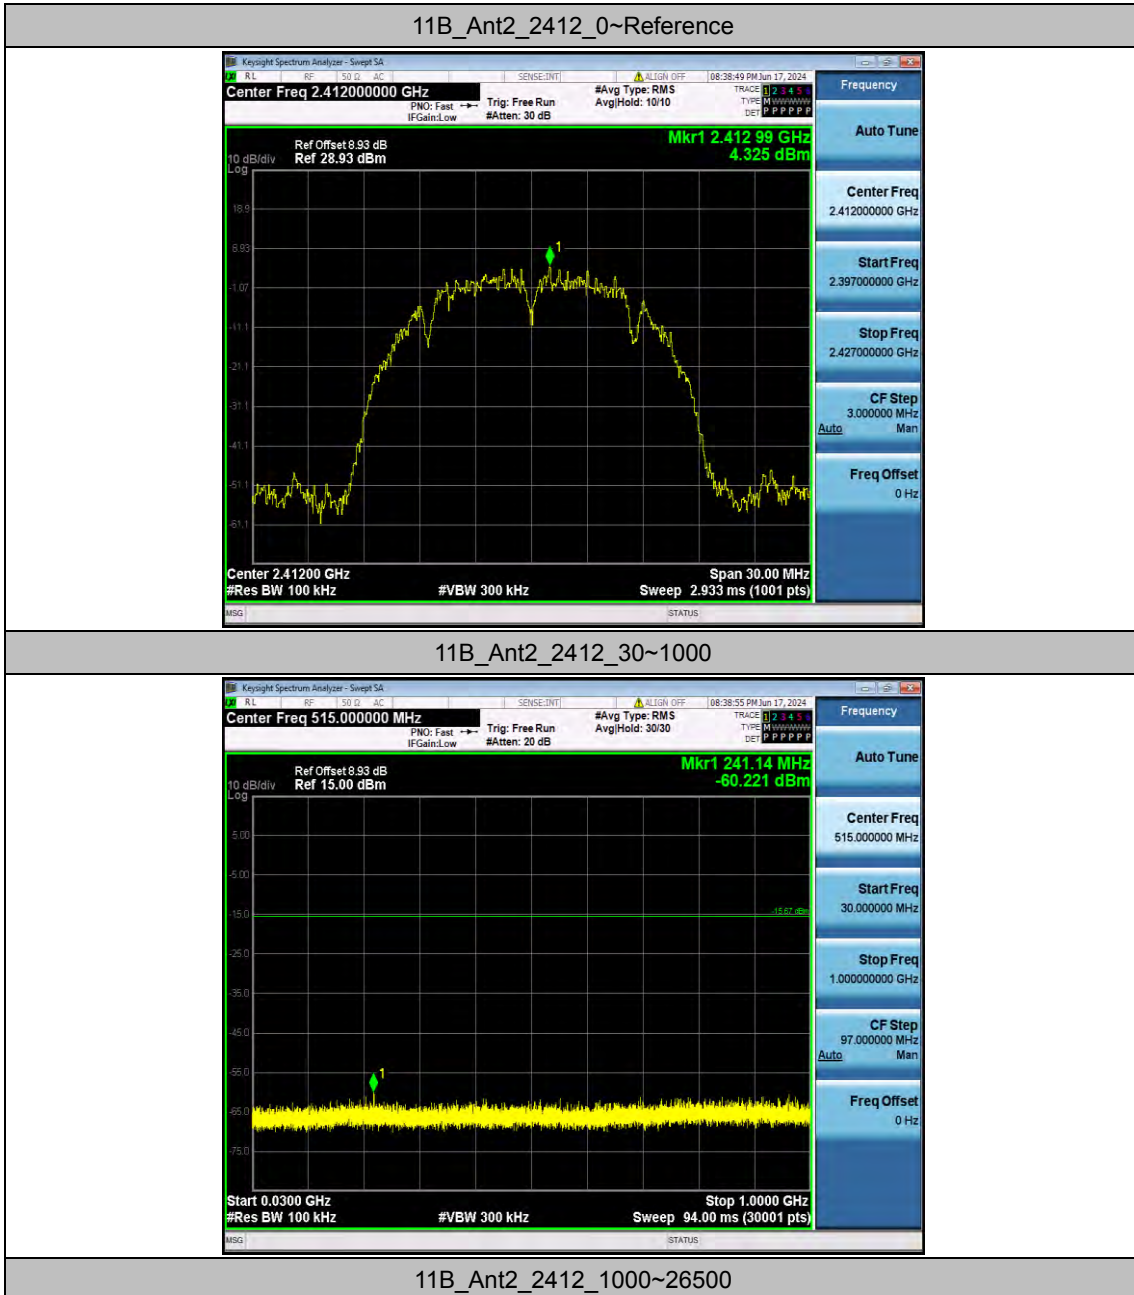 11B_Ant2_2412_0~Reference
Keysight Spectrum Analyzer - Swept SA
RL RF 50 Ω AC SENSE:INT ALIGN OFF 08:38:49 PM Jun 17, 2024
Center Freq 2.412000000 GHz #Avg Type: RMS TRACE 1 2 3 4 5 6
PNO: Fast Trig: Free Run Avg|Hold: 10/10 TYPE M WWWWW
IFGain:Low #Atten: 30 dB DET P P P P P P
Mkr1 2.412 99 GHz
4.325 dBm
Ref Offset 8.93 dB
10 dB/div Ref 28.93 dBm
Log
18.9
8.93
1
-1.07
-11.1
-21.1
-31.1
-41.1
-51.1
-61.1
Center 2.41200 GHz Span 30.00 MHz
#Res BW 100 kHz #VBW 300 kHz Sweep 2.933 ms (1001 pts)
MSG STATUS
Frequency
Auto Tune
Center Freq
2.412000000 GHz
Start Freq
2.397000000 GHz
Stop Freq
2.427000000 GHz
CF Step
3.000000 MHz
Auto Man
Freq Offset
0 Hz
11B_Ant2_2412_30~1000
Keysight Spectrum Analyzer - Swept SA
RL RF 50 Ω AC SENSE:INT ALIGN OFF 08:38:55 PM Jun 17, 2024
Center Freq 515.000000 MHz #Avg Type: RMS TRACE 1 2 3 4 5 6
PNO: Fast Trig: Free Run Avg|Hold: 30/30 TYPE M WWWWW
IFGain:Low #Atten: 20 dB DET P P P P P P
Mkr1 241.14 MHz
-60.221 dBm
Ref Offset 8.93 dB
10 dB/div Ref 15.00 dBm
Log
5.00
-5.00
-15.0
-15.67 dBm
-25.0
-35.0
-45.0
-55.0
1
-65.0
-75.0
Start 0.0300 GHz Stop 1.0000 GHz
#Res BW 100 kHz #VBW 300 kHz Sweep 94.00 ms (30001 pts)
MSG STATUS
Frequency
Auto Tune
Center Freq
515.000000 MHz
Start Freq
30.000000 MHz
Stop Freq
1.000000000 GHz
CF Step
97.000000 MHz
Auto Man
Freq Offset
0 Hz
11B_Ant2_2412_1000~26500